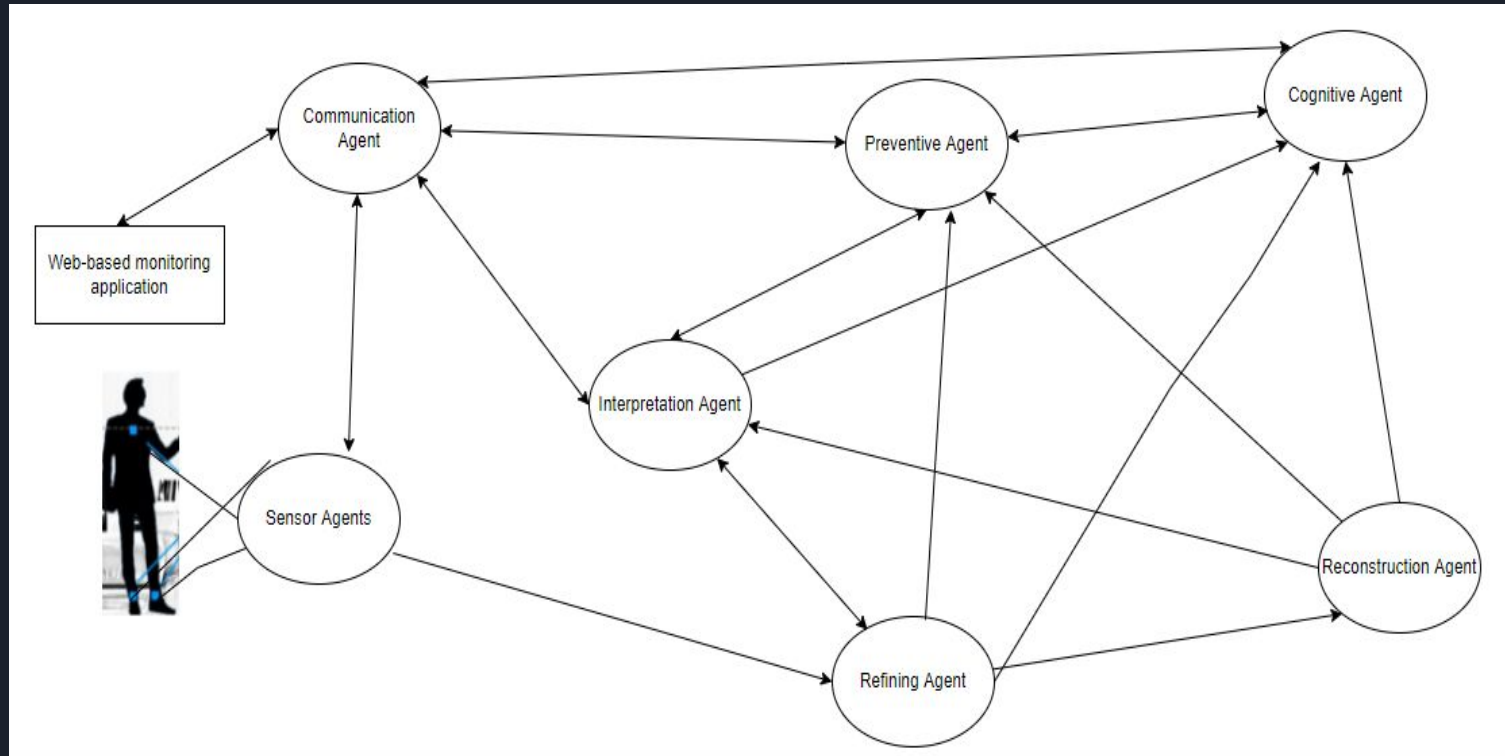 Communication
Agent
Preventive Agent
Cognitive Agent
Web-based monitoring
application
Interpretation Agent
Sensor Agents
Reconstruction Agent
Refining Agent